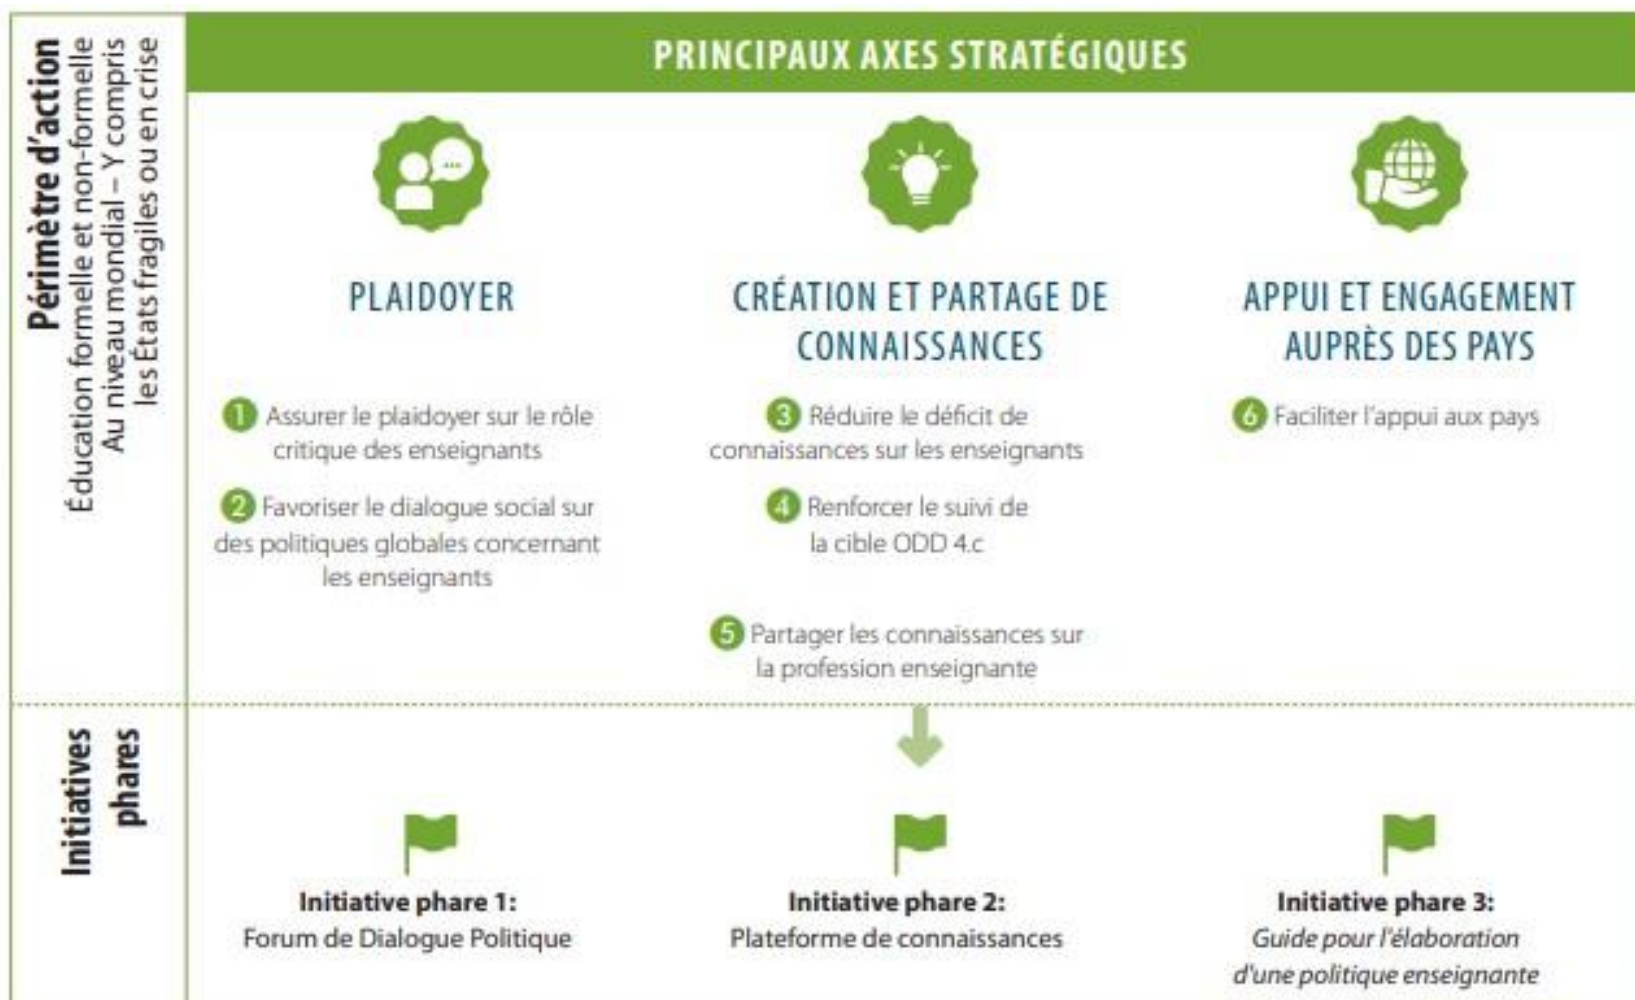 Périmètre d'action
Éducation formelle et non-formelle
Au niveau mondial – Y compris
les États fragiles ou en crise
PRINCIPAUX AXES STRATÉGIQUES
PLAIDOYER
1 Assurer le plaidoyer sur le rôle
critique des enseignants
2 Favoriser le dialogue social sur
des politiques globales concernant
les enseignants
CRÉATION ET PARTAGE DE
CONNAISSANCES
3 Réduire le déficit de
connaissances sur les enseignants
4 Renforcer le suivi de
la cible ODD 4.c
5 Partager les connaissances sur
la profession enseignante
APPUI ET ENGAGEMENT
AUPRÈS DES PAYS
6 Faciliter l'appui aux pays
Initiatives
phares
Initiative phare 1:
Forum de Dialogue Politique
Initiative phare 2:
Plateforme de connaissances
Initiative phare 3:
Guide pour l'élaboration
d'une politique enseignante